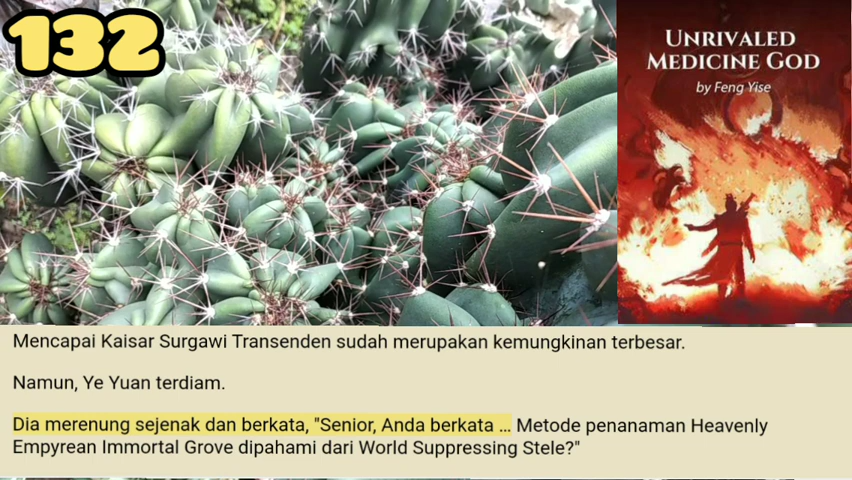 132
UNRIVALED
MEDICINE GOD
by Feng Yise
Mencapai Kaisar Surgawi Transenden sudah merupakan kemungkinan terbesar.
Namun, Ye Yuan terdiam.
Dia merenung sejenak dan berkata, "Senior, Anda berkata ... Metode penanaman Heavenly
Empyrean Immortal Grove dipahami dari World Suppressing Stele?"